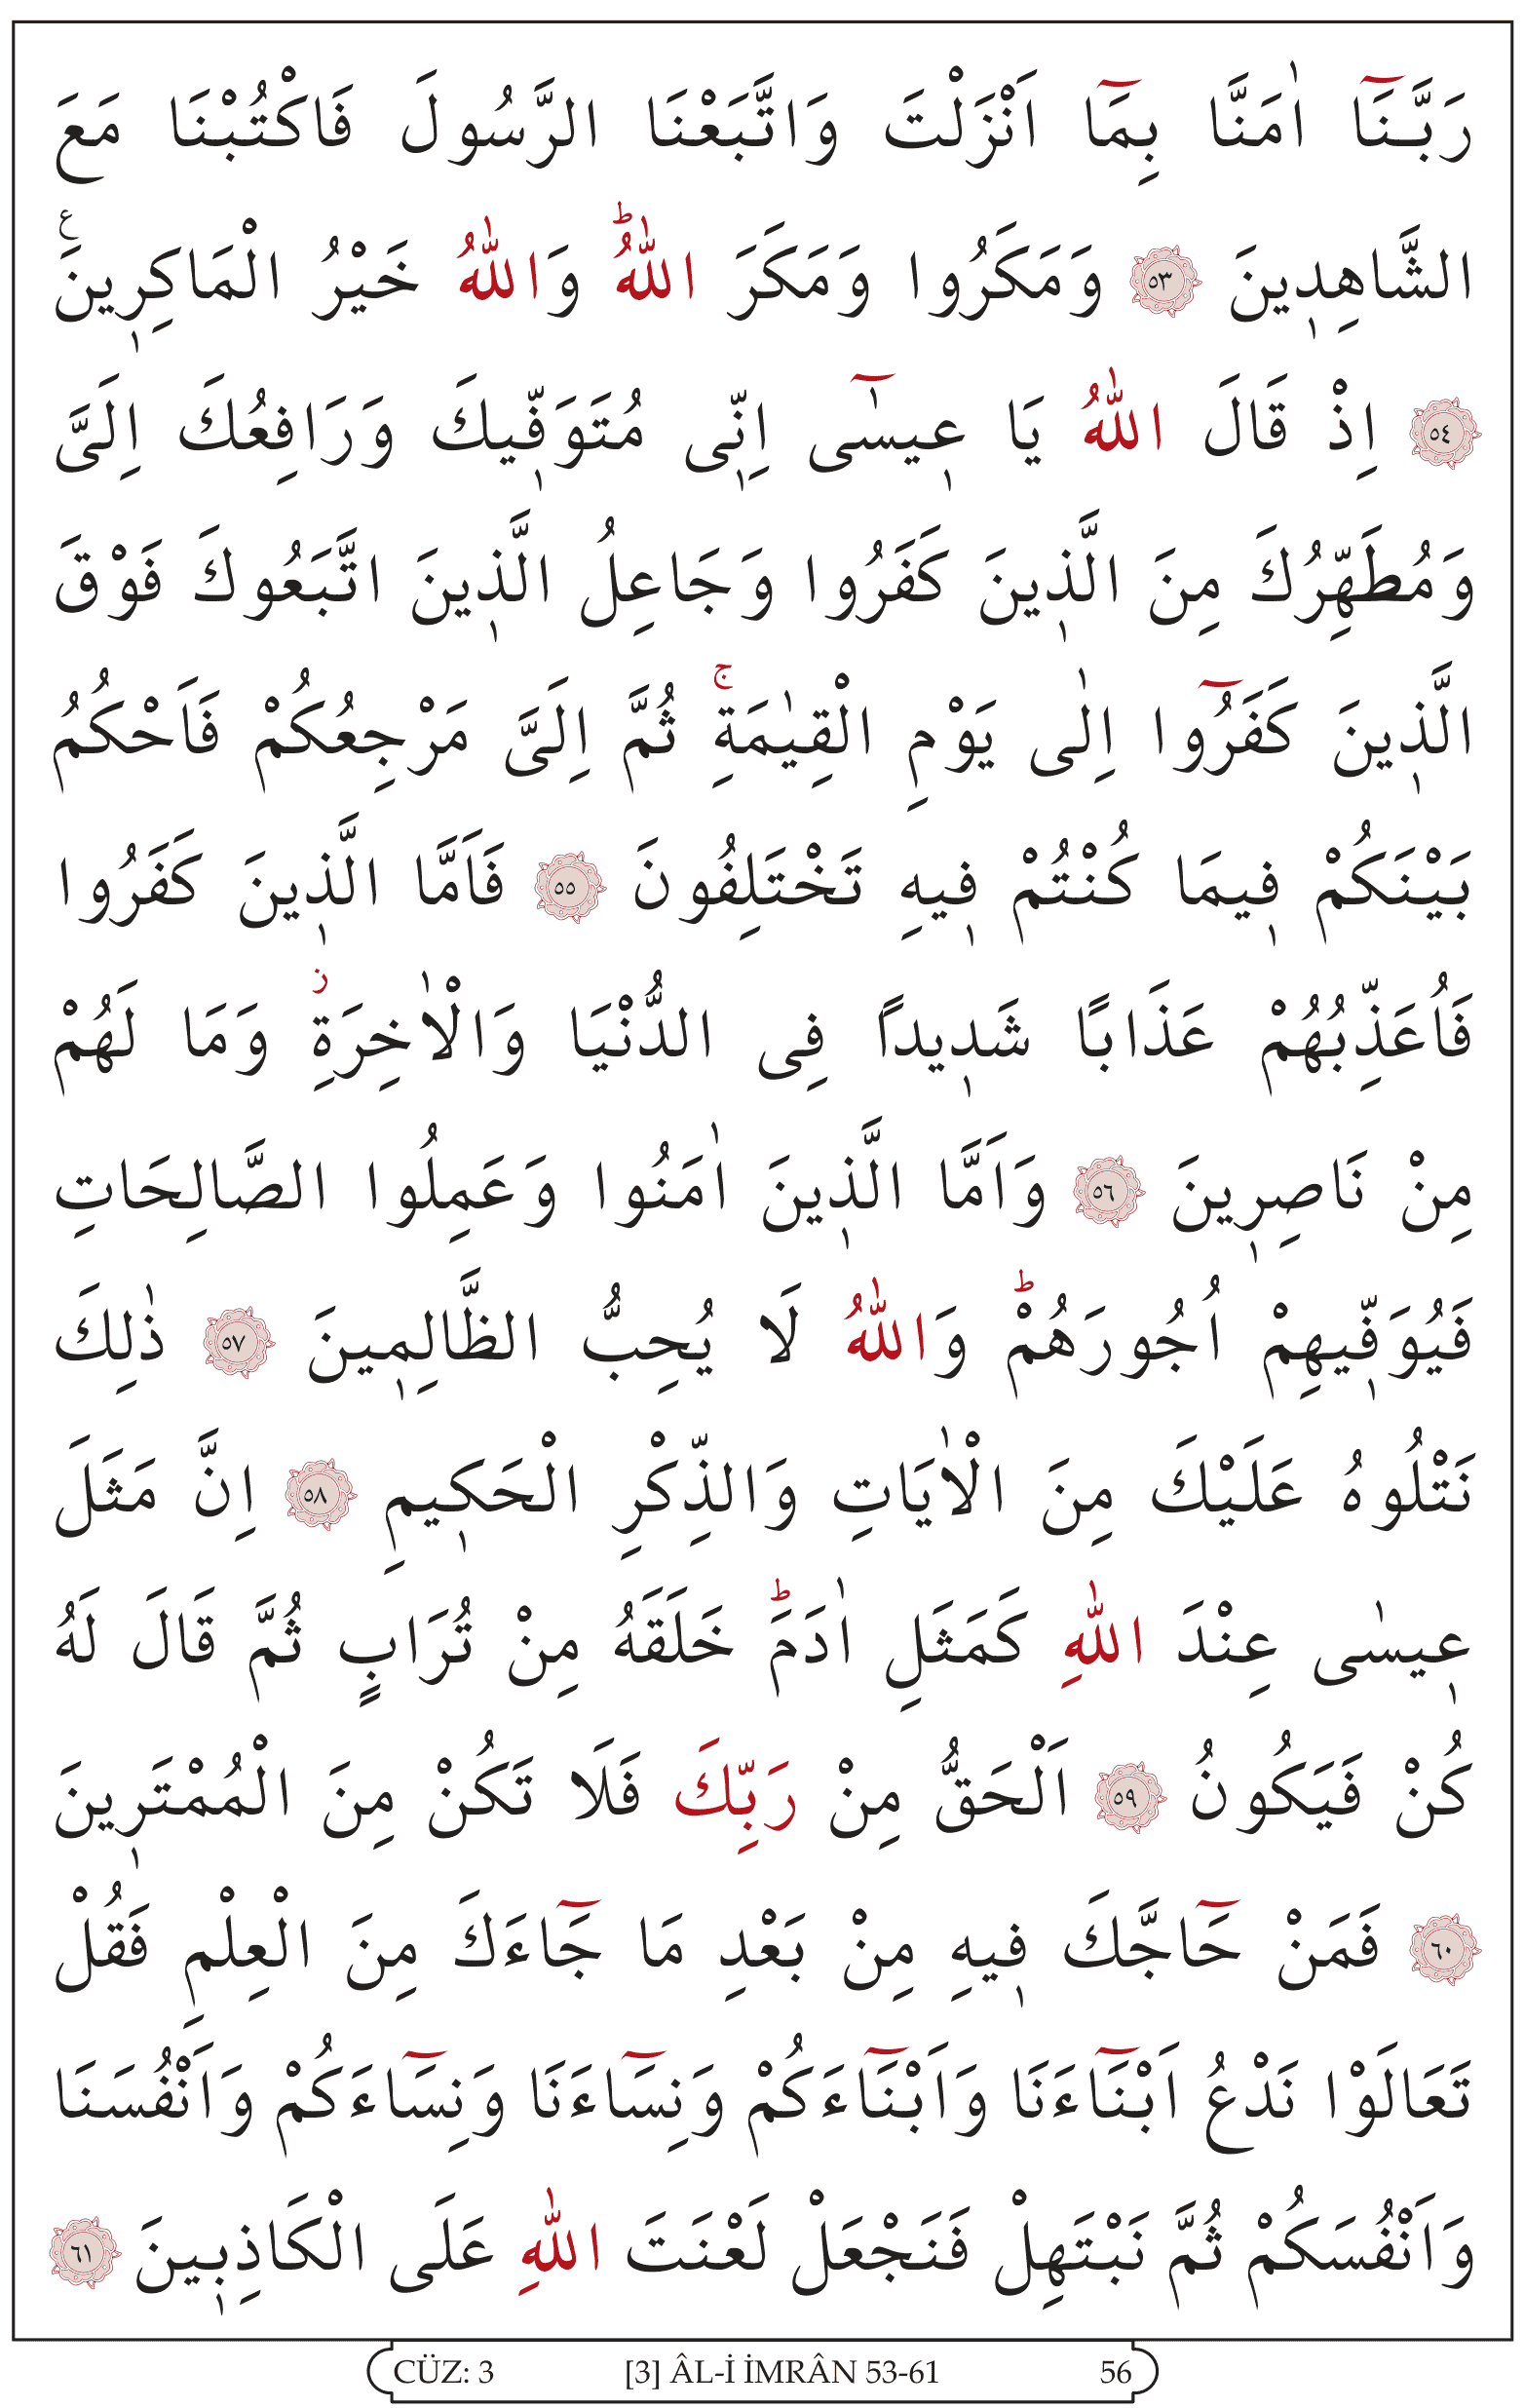 رَبَّـنَٓا اٰمَنَّا بِمَٓا اَنْزَلْتَ وَاتَّبَعْنَا الرَّسُولَ فَاكْتُبْنَا مَعَ
الشَّاهِد۪ينَ ﴿٥٣﴾ وَمَكَرُوا وَمَكَرَ اللّٰهُۜ وَاللّٰهُ خَيْرُ الْمَاكِر۪ينَ۟
﴿٥٤﴾ اِذْ قَالَ اللّٰهُ يَا ع۪يسٰٓى اِنّ۪ى مُتَوَفّ۪يكَ وَرَافِعُكَ اِلَىَّ
وَمُطَهِّرُكَ مِنَ الَّذ۪ينَ كَفَرُوا وَجَاعِلُ الَّذ۪ينَ اتَّبَعُوكَ فَوْقَ
الَّذ۪ينَ كَفَرُٓوا اِلٰى يَوْمِ الْقِيٰمَةِۚ ثُمَّ اِلَىَّ مَرْجِعُكُمْ فَاَحْكُمُ
بَيْنَكُمْ ف۪يمَا كُنْتُمْ ف۪يهِ تَخْتَلِفُونَ ﴿٥٥﴾ فَاَمَّا الَّذ۪ينَ كَفَرُوا
فَاُعَذِّبُهُمْ عَذَابًا شَد۪يداً فِى الدُّنْيَا وَالْاٰخِرَةِۘ وَمَا لَهُمْ
مِنْ نَاصِر۪ينَ ﴿٥٦﴾ وَاَمَّا الَّذ۪ينَ اٰمَنُوا وَعَمِلُوا الصَّالِحَاتِ
فَيُوَفّ۪يهِمْ اُجُورَهُمْۜ وَاللّٰهُ لَا يُحِبُّ الظَّالِم۪ينَ ﴿٥٧﴾ ذٰلِكَ
نَتْلُوهُ عَلَيْكَ مِنَ الْاٰيَاتِ وَالذِّكْرِ الْحَك۪يمِ ﴿٥٨﴾ اِنَّ مَثَلَ
ع۪يسٰى عِنْدَ اللّٰهِ كَمَثَلِ اٰدَمَۜ خَلَقَهُ مِنْ تُرَابٍ ثُمَّ قَالَ لَهُ
كُنْ فَيَكُونُ ﴿٥٩﴾ اَلْحَقُّ مِنْ رَبِّكَ فَلَا تَكُنْ مِنَ الْمُمْتَر۪ينَ
﴿٦٠﴾ فَمَنْ حَٓاجَّكَ ف۪يهِ مِنْ بَعْدِ مَا جَٓاءَكَ مِنَ الْعِلْمِ فَقُلْ
تَعَالَوْا نَدْعُ اَبْنَٓاءَنَا وَاَبْنَٓاءَكُمْ وَنِسَٓاءَنَا وَنِسَٓاءَكُمْ وَاَنْفُسَنَا
وَاَنْفُسَكُمْ ثُمَّ نَبْتَهِلْ فَنَجْعَلْ لَعْنَتَ اللّٰهِ عَلَى الْكَاذِب۪ينَ ﴿٦١﴾
CÜZ: 3 [3] ÂL-İ İMRÂN 53-61 56